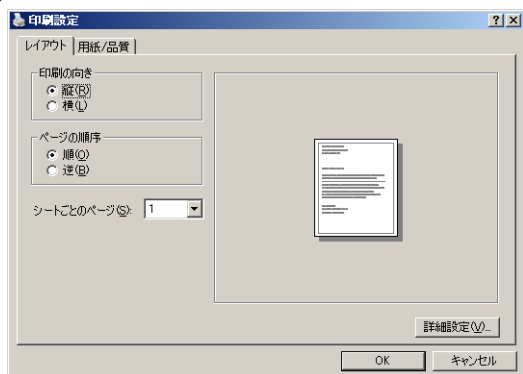 印刷設定
レイアウト 用紙/品質
印刷の向き
縦(R)
横(L)
ページの順序
順(O)
逆(B)
シートごとのページ(S): 1
詳細設定(V)...
OK キャンセル